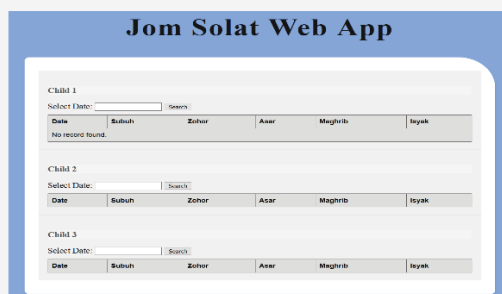 Jom Solat Web App
Child 1
Select Date: Search
Date Subuh Zohor Asar Maghrib Isyak
No record found.
Child 2
Select Date: Search
Date Subuh Zohor Asar Maghrib Isyak
Child 3
Select Date: Search
Date Subuh Zohor Asar Maghrib Isyak